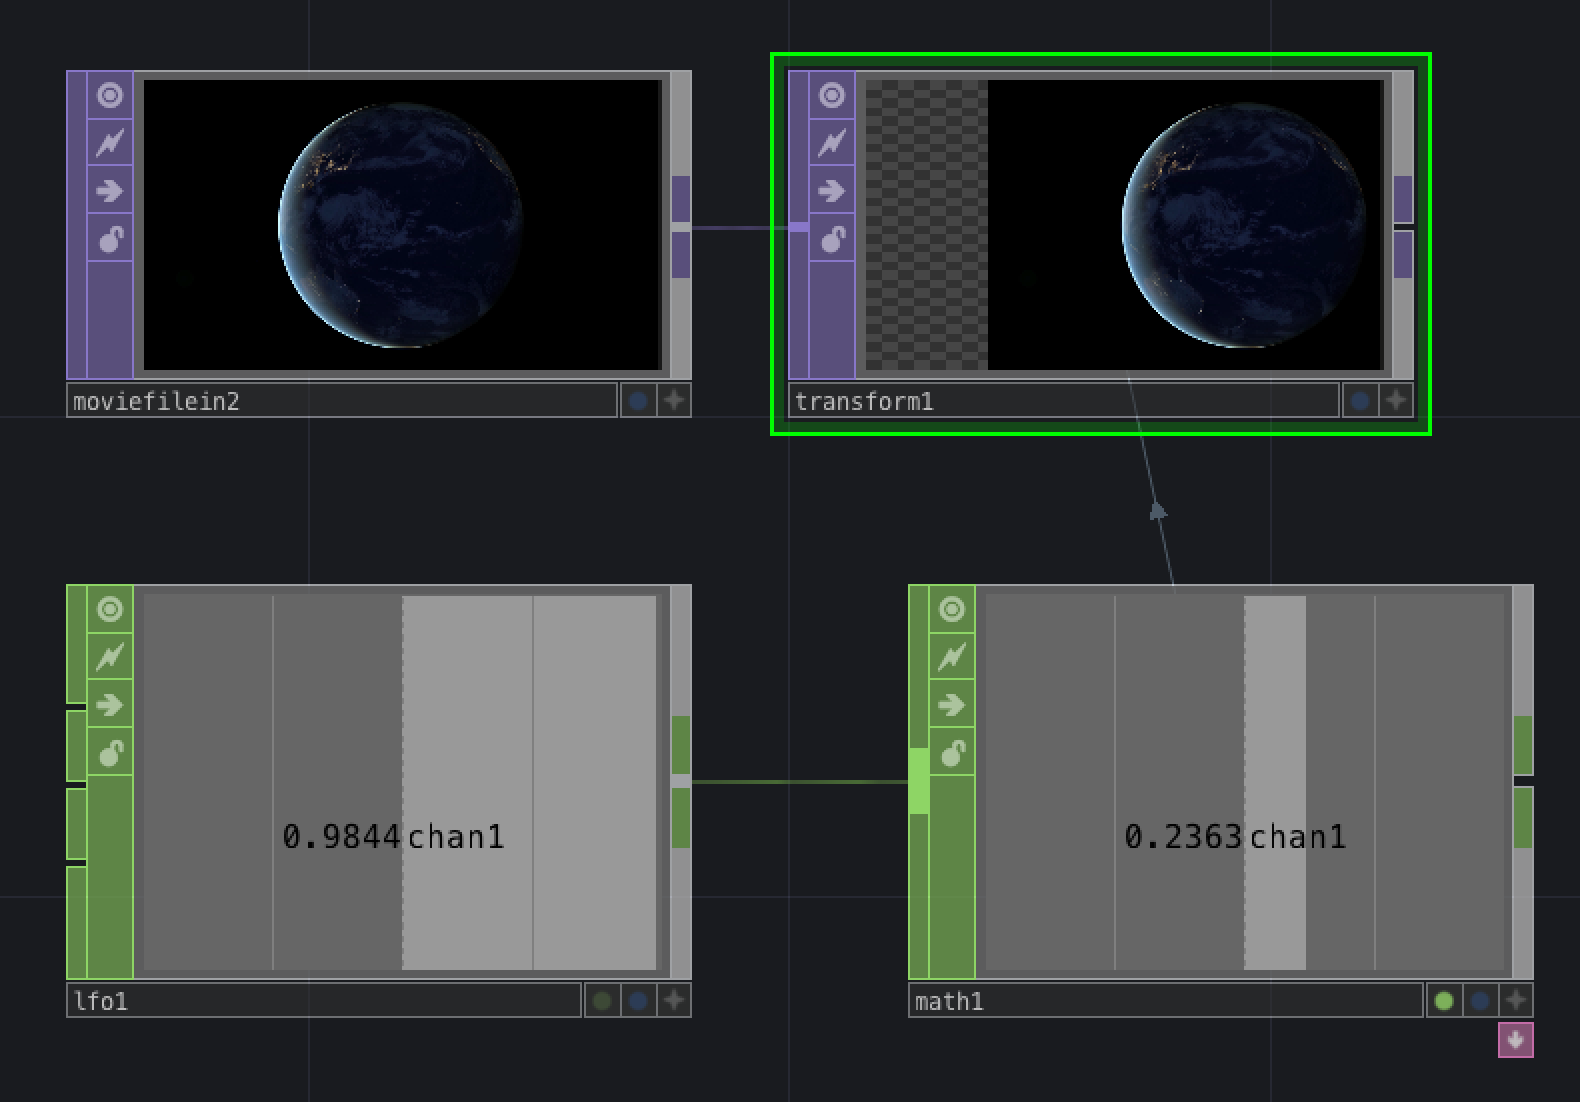 moviefilein2
transform1
0.9844 chan1
0.2363 chan1
lfo1
math1